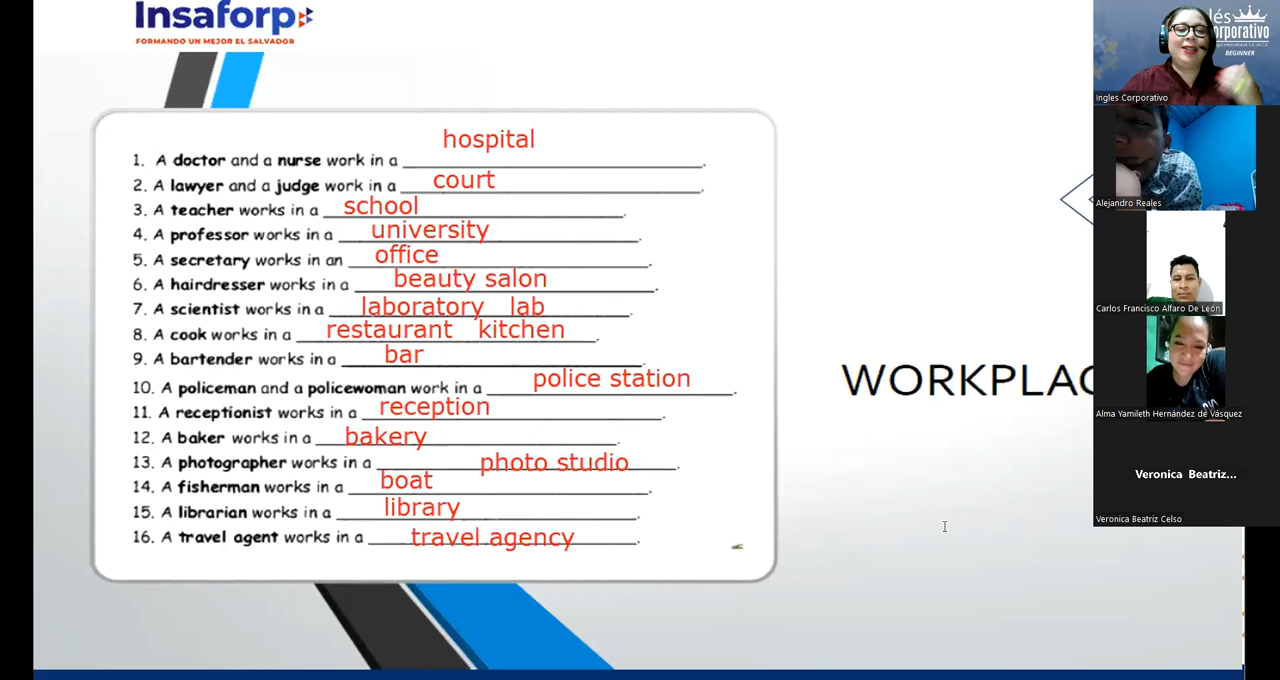 Insaforp
FORMANDO UN MEJOR EL SALVADOR
1. A doctor and a nurse work in a hospital.
2. A lawyer and a judge work in a court.
3. A teacher works in a school.
4. A professor works in a university.
5. A secretary works in an office.
6. A hairdresser works in a beauty salon.
7. A scientist works in a laboratory lab.
8. A cook works in a restaurant kitchen.
9. A bartender works in a bar.
10. A policeman and a policewoman work in a police station.
11. A receptionist works in a reception.
12. A baker works in a bakery.
13. A photographer works in a photo studio.
14. A fisherman works in a boat.
15. A librarian works in a library.
16. A travel agent works in a travel agency.
WORKPLAC
lés
orporativo
BEGINNER
Ingles Corporativo
Alejandro Reales
Carlos Francisco Alfaro De León
Alma Yamileth Hernández de Vásquez
Veronica Beatriz...
Veronica Beatriz Celso